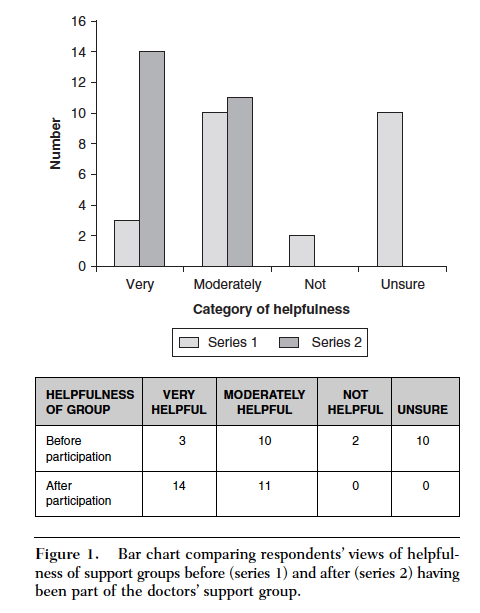 16
14
12
10
8
6
4
2
0
Number
Very Moderately Not Unsure
Category of helpfulness
Series 1 Series 2
HELPFULNESS OF GROUP VERY HELPFUL MODERATELY HELPFUL NOT HELPFUL UNSURE
Before participation 3 10 2 10
After participation 14 11 0 0
Figure 1. Bar chart comparing respondents' views of helpful-
ness of support groups before (series 1) and after (series 2) having
been part of the doctors' support group.